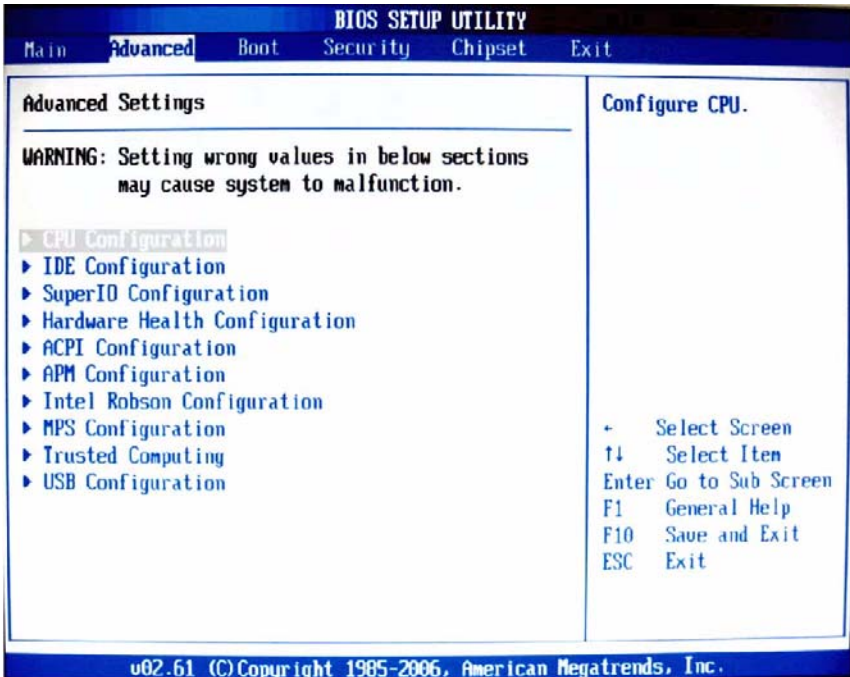 BIOS SETUP UTILITY
Main Advanced Boot Security Chipset Exit
Advanced Settings
WARNING: Setting wrong values in below sections
may cause system to malfunction.
CPU Configuration
IDE Configuration
SuperIO Configuration
Hardware Health Configuration
ACPI Configuration
APM Configuration
Intel Robson Configuration
MPS Configuration
Trusted Computing
USB Configuration
Configure CPU.
← Select Screen
↑↓ Select Item
Enter Go to Sub Screen
F1 General Help
F10 Save and Exit
ESC Exit
v02.61 (C)Copyright 1985-2006, American Megatrends, Inc.